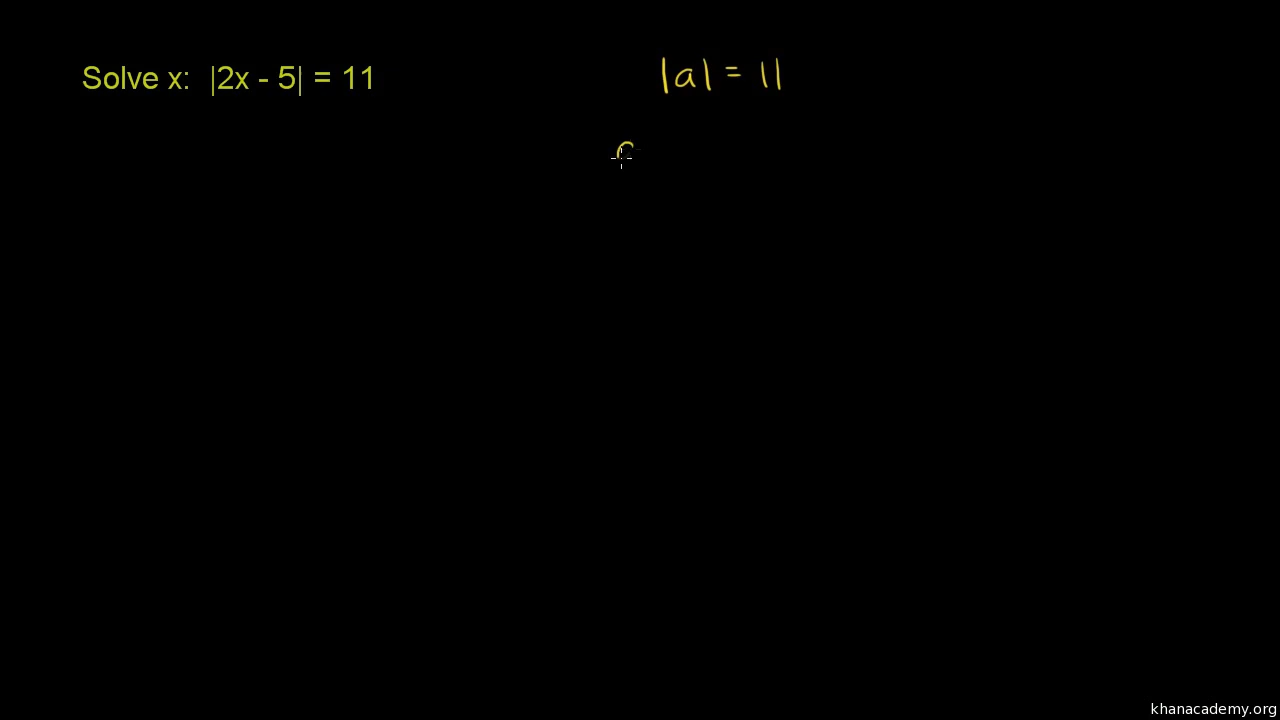 Solve x: |2x - 5| = 11
|a| = 11
khanacademy.org